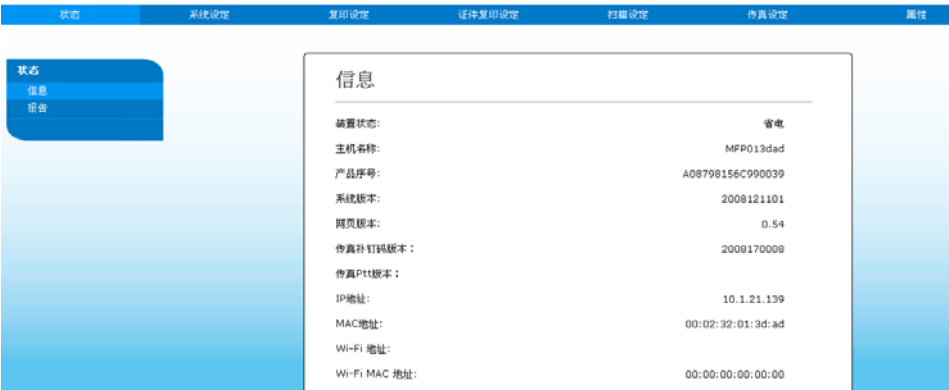 状态 系统设定 复印设定 证件复印设定 扫瞄设定 传真设定 属性
状态
信息
报告
信息
装置状态: 省电
主机名称: MFP013dad
产品序号: A08798156C990039
系统版本: 2008121101
网页版本: 0.54
传真补钉码版本： 2008170008
传真Ptt版本：
IP地址: 10.1.21.139
MAC地址: 00:02:32:01:3d:ad
Wi-Fi 地址:
Wi-Fi MAC 地址: 00:00:00:00:00:00